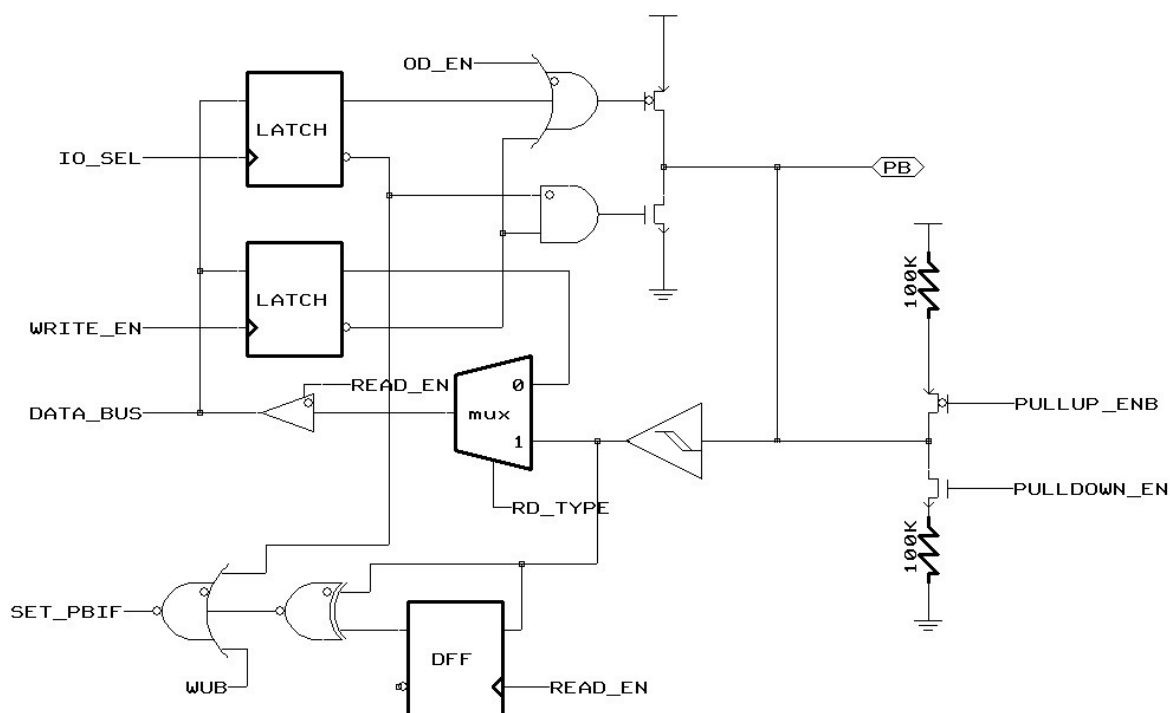 OD_EN
LATCH
IO_SEL
PB
100K
LATCH
WRITE_EN
READ_EN
0
DATA_BUS
mux
PULLUP_ENB
1
PULLDOWN_EN
RD_TYPE
100K
SET_PBIF
DFF
WUB
READ_EN